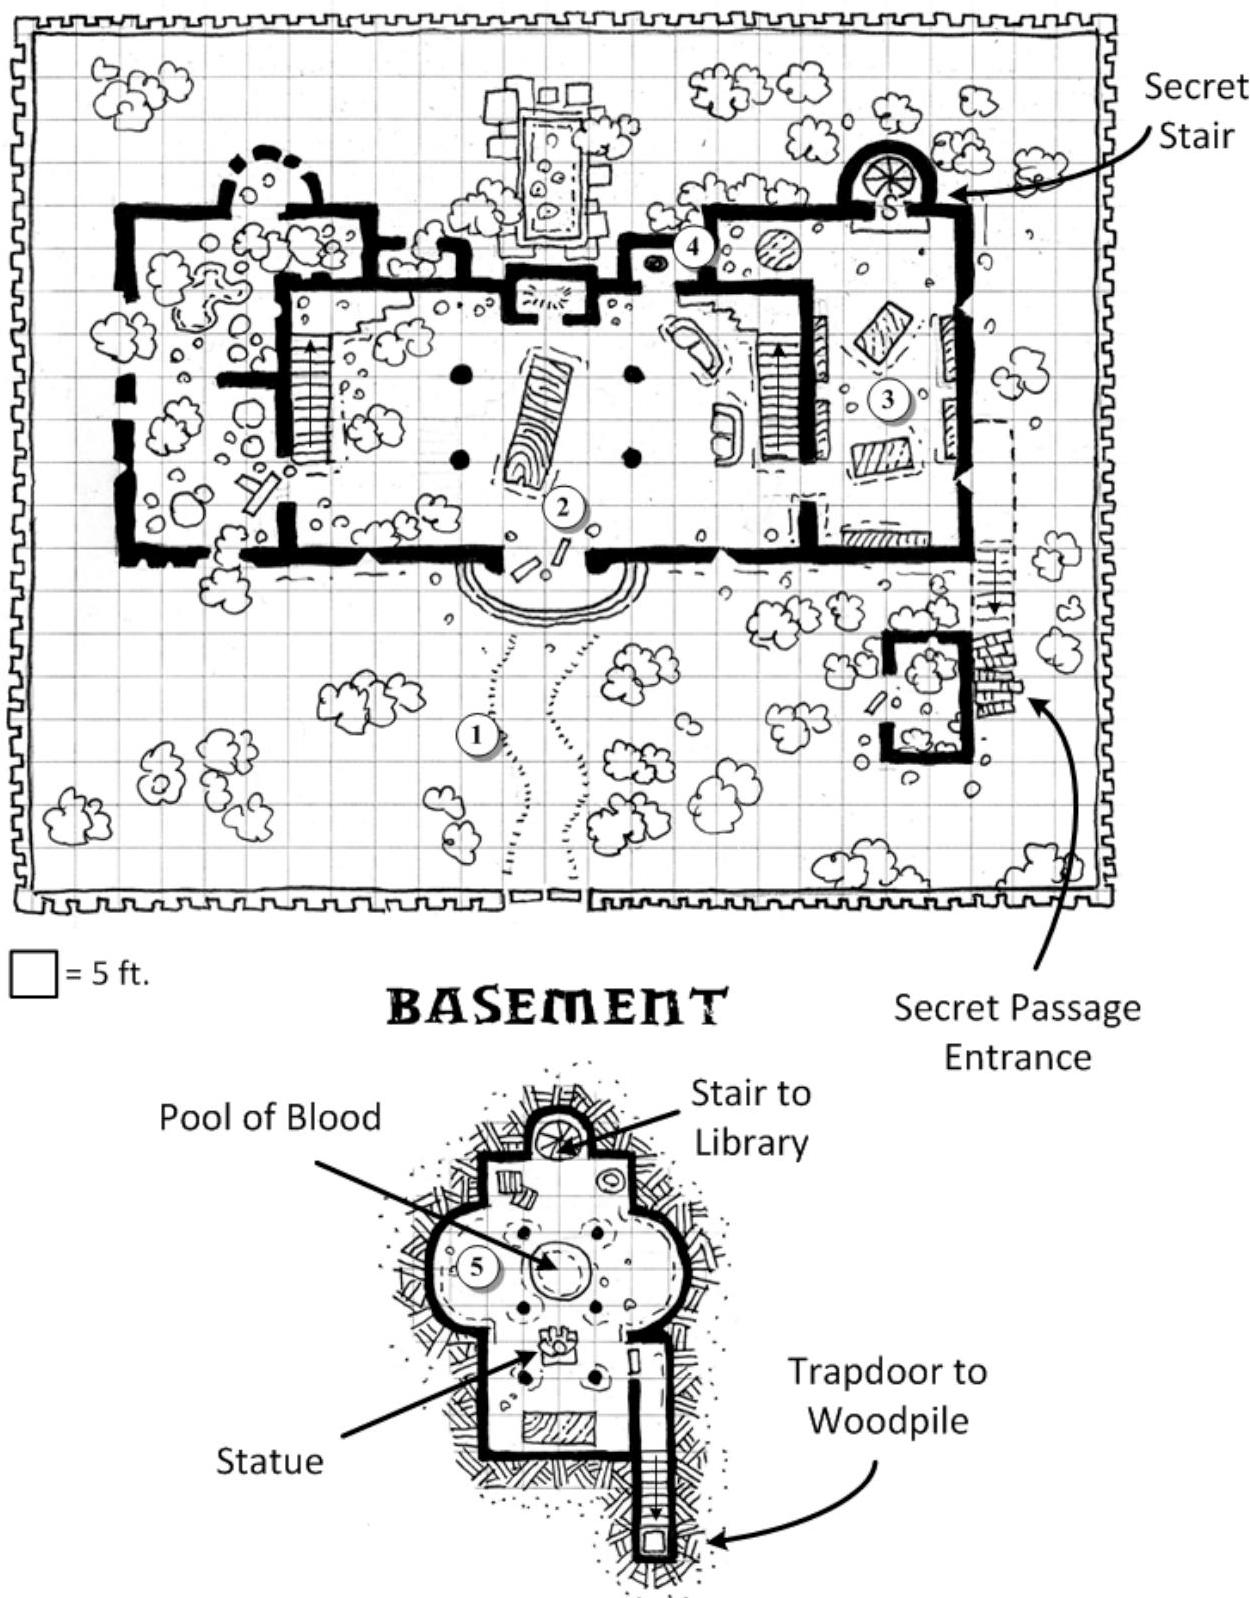 Secret
Stair
4
S
3
2
1
= 5 ft.
BASEMENT
Secret Passage
Entrance
Pool of Blood
Stair to
Library
5
Trapdoor to
Woodpile
Statue